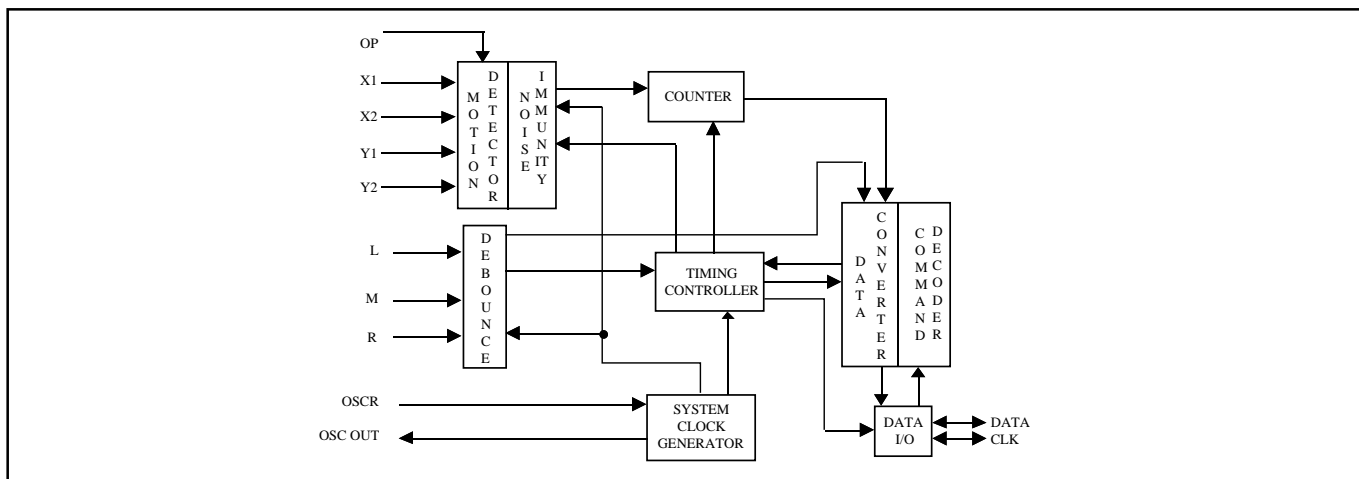 OP
X1
X2
Y1
Y2
MOTION
DETECTOR
NOISE
IMMUNITY
COUNTER
L
M
R
DEBOUNCE
TIMING
CONTROLLER
DATA
CONVERTER
COMMAND
DECODER
OSCR
OSC OUT
SYSTEM
CLOCK
GENERATOR
DATA
I/O
DATA
CLK